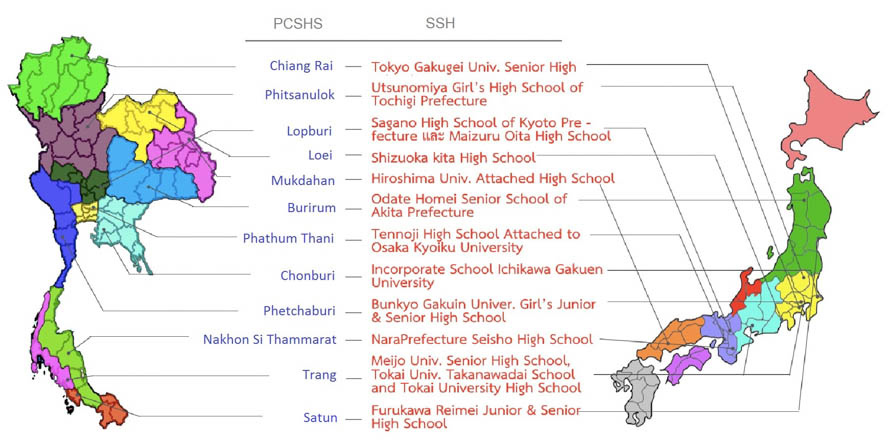 PCSHS SSH
Chiang Rai Tokyo Gakugei Univ. Senior High
Phitsanulok Utsunomiya Girl's High School of
Tochigi Prefecture
Lopburi Sagano High School of Kyoto Pre -
fecture และ Maizuru Oita High School
Loei Shizuoka kita High School
Mukdahan Hiroshima Univ. Attached High School
Burirum Odate Homei Senior School of
Akita Prefecture
Phathum Thani Tennoji High School Attached to
Osaka Kyoiku University
Chonburi Incorporate School Ichikawa Gakuen
University
Phetchaburi Bunkyo Gakuin Univer. Girl's Junior
& Senior High School
Nakhon Si Thammarat NaraPrefecture Seisho High School
Trang Meijo Univ. Senior High School,
Tokai Univ. Takanawadai School
and Tokai University High School
Satun Furukawa Reimei Junior & Senior
High School